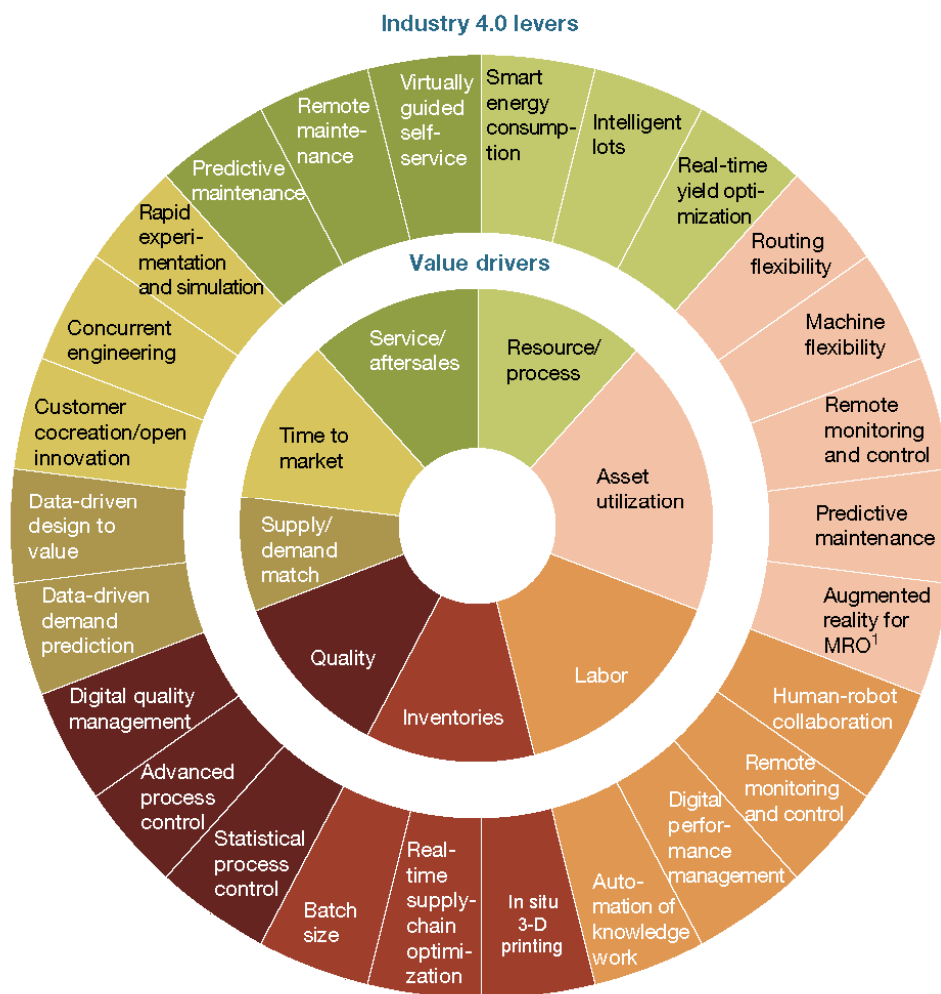 Industry 4.0 levers
Smart
energy
consump-
tion
Intelligent
lots
Real-time
yield opti-
mization
Routing
flexibility
Machine
flexibility
Remote
monitoring
and control
Predictive
maintenance
Augmented
reality for
MRO¹
Human-robot
collaboration
Remote
monitoring
and control
Digital
perfor-
mance
management
Auto-
mation of
knowledge
work
In situ
3-D
printing
Real-
time
supply-
chain
optimi-
zation
Batch
size
Statistical
process
control
Advanced
process
control
Digital quality
management
Data-driven
demand
prediction
Data-driven
design to
value
Customer
cocreation/open
innovation
Concurrent
engineering
Rapid
experi-
mentation
and simulation
Predictive
maintenance
Remote
mainte-
nance
Virtually
guided
self-
service
Value drivers
Resource/
process
Asset
utilization
Labor
Inventories
Quality
Supply/
demand
match
Time to
market
Service/
aftersales